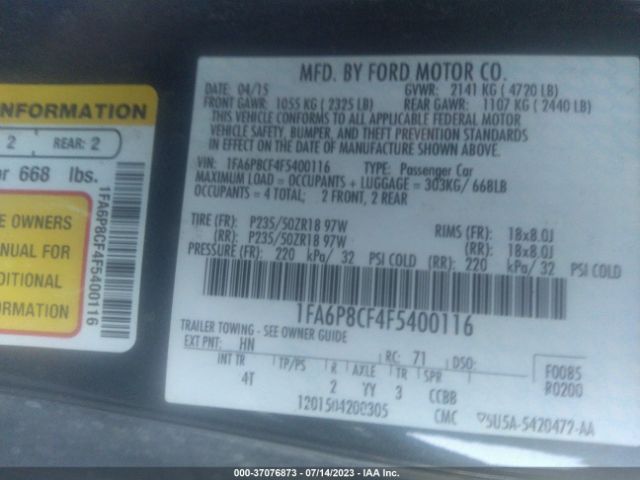 MFD. BY FORD MOTOR CO.
DATE: 04/15 GVWR: 2141 KG ( 4720 LB)
FRONT GAWR: 1055 KG ( 2325 LB) REAR GAWR: 1107 KG ( 2440 LB)
THIS VEHICLE CONFORMS TO ALL APPLICABLE FEDERAL MOTOR
VEHICLE SAFETY, BUMPER, AND THEFT PREVENTION STANDARDS
IN EFFECT ON THE DATE OF MANUFACTURE SHOWN ABOVE.
VIN: 1FA6P8CF4F5400116 TYPE: Passenger Car
MAXIMUM LOAD = OCCUPANTS + LUGGAGE = 303KG/ 668LB
OCCUPANTS = 4 TOTAL; 2 FRONT, 2 REAR
TIRE (FR): P235/50ZR18 97W RIMS (FR): 18x8.0J
(RR): P235/50ZR18 97W (RR): 18x8.0J
PRESSURE (FR): 220 kPa/ 32 PSI COLD (RR): 220 kPa/ 32 PSI COLD
1FA6P8CF4F5400116
TRAILER TOWING - SEE OWNER GUIDE
EXT PNT: HN RC: 71 DSO: F0085
INT TR TP/PS R AXLE TR SPR R0200
4T 2 YY 3 CCBB
1201504200305 CMC 5U5A-5420472-AA
INFORMATION
2 REAR: 2
or 668 lbs.
E OWNERS
ANUAL FOR
DITIONAL
ORMATION
1FA6P8CF4F5400116
000-37076873 - 07/14/2023 - IAA Inc.